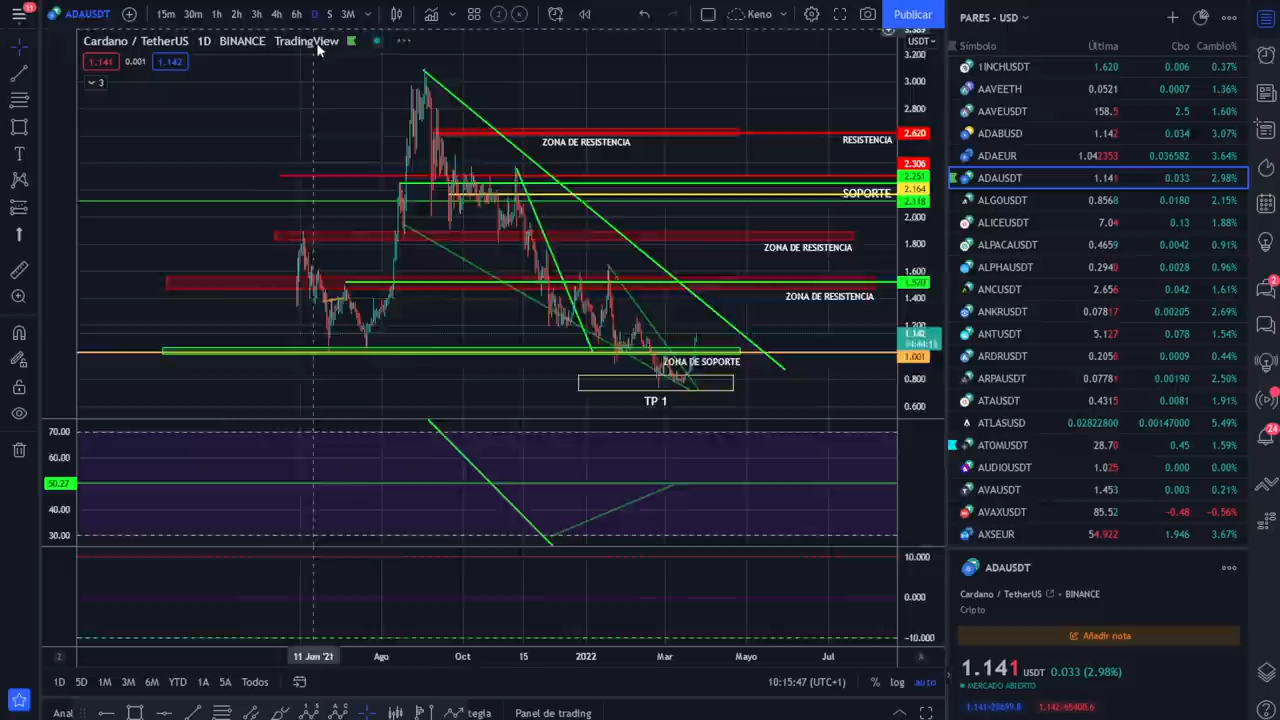 11
ADAUSDT
15m 30m 1h 2h 3h 4h 6h D S 3M
Keno
Publicar
Cardano / TetherUS 1D BINANCE TradingView
1.141 0.001 1.142
3
USDT
3.200
3.000
2.800
2.620
2.306
2.251
2.164
2.118
2.000
1.800
1.600
1.520
1.400
1.200
1.142
1.001
0.800
0.600
ZONA DE RESISTENCIA
RESISTENCIA
SOPORTE
ZONA DE RESISTENCIA
ZONA DE RESISTENCIA
ZONA DE SOPORTE
TP 1
70.00
60.00
50.27
40.00
30.00
10.000
0.000
-10.000
Z
11 Jun '21
Ago
Oct
15
2022
Mar
Mayo
Jul
A
1D 5D 1M 3M 6M YTD 1A 5A Todos
10:15:47 (UTC+1)
% log auto
Anal
tegia
Panel de trading
PARES - USD
Símbolo Última Cbo Cambio%
1INCHUSDT 1.620 0.006 0.37%
AAVEETH 0.0521 0.0007 1.36%
AAVEUSDT 158.5 2.5 1.60%
ADABUSD 1.142 0.034 3.07%
ADAEUR 1.042353 0.036582 3.64%
ADAUSDT 1.141 0.033 2.98%
ALGOUSDT 0.8568 0.0180 2.15%
ALICEUSDT 7.04 0.13 1.88%
ALPACAUSDT 0.4659 0.0042 0.91%
ALPHAUSDT 0.2940 0.0028 0.96%
ANCUSDT 2.656 0.042 1.61%
ANKRUSDT 0.07817 0.00205 2.69%
ANTUSDT 5.127 0.078 1.54%
ARDRUSDT 0.2056 0.0009 0.44%
ARPAUSDT 0.07781 0.00190 2.50%
ATAUSDT 0.4315 0.0081 1.91%
ATLASUSD 0.02822800 0.00147000 5.49%
ATOMUSDT 28.70 0.45 1.59%
AUDIOUSDT 1.025 0.000 0.00%
AVAUSDT 1.453 0.003 0.21%
AVAXUSDT 85.52 -0.48 -0.56%
AXSEUR 54.922 1.946 3.67%
ADAUSDT
Cardano / TetherUS • BINANCE
Cripto
Añadir nota
1.141 USDT 0.033 (2.98%)
MERCADO ABIERTO
2
24